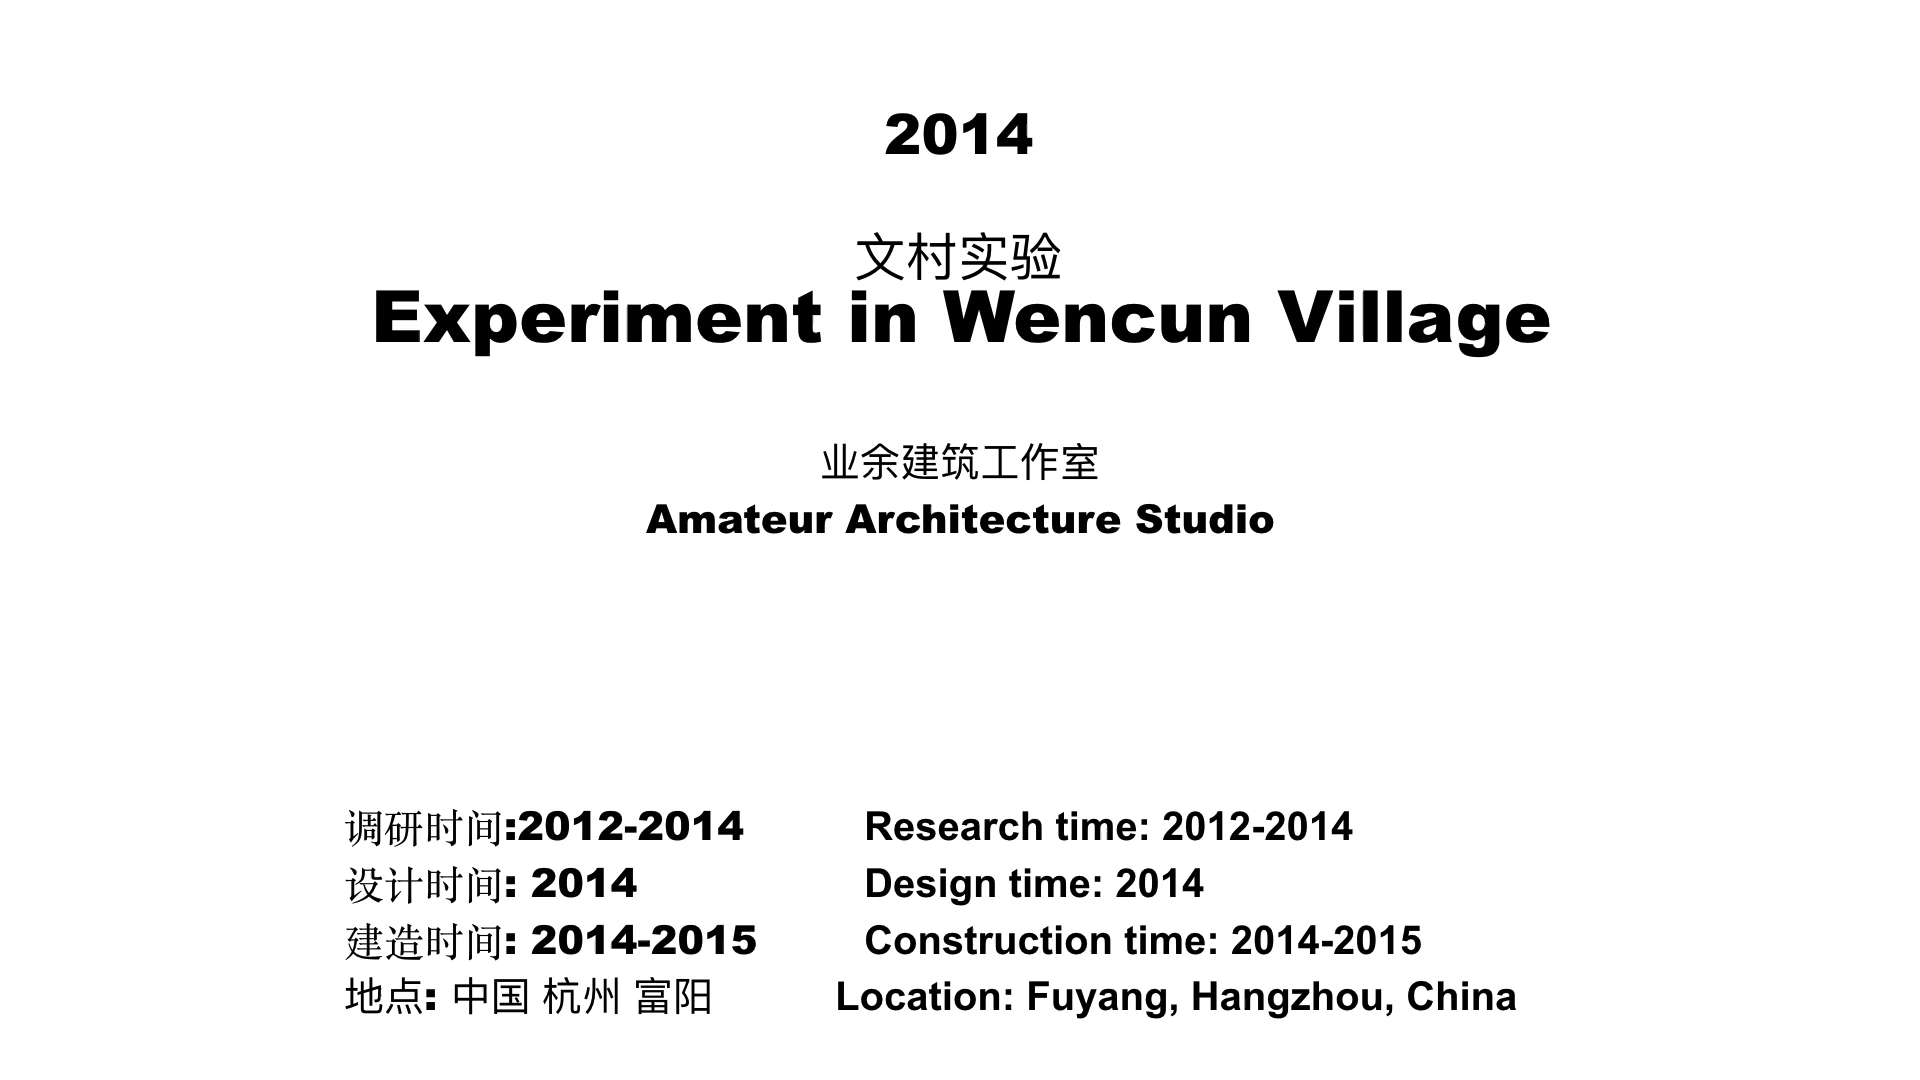 2014
文村实验
Experiment in Wencun Village
业余建筑工作室
Amateur Architecture Studio
调研时间:2012-2014 Research time: 2012-2014
设计时间: 2014 Design time: 2014
建造时间: 2014-2015 Construction time: 2014-2015
地点: 中国 杭州 富阳 Location: Fuyang, Hangzhou, China